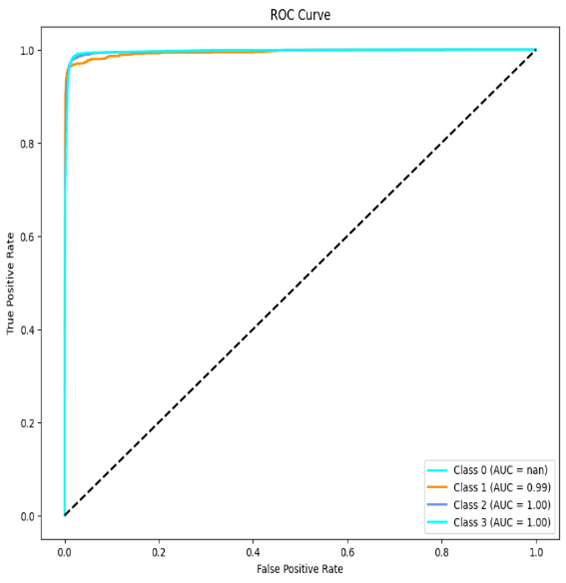 ROC Curve
True Positive Rate
1.0
0.8
0.6
0.4
0.2
0.0
Class 0 (AUC = nan)
Class 1 (AUC = 0.99)
Class 2 (AUC = 1.00)
Class 3 (AUC = 1.00)
0.0 0.2 0.4 0.6 0.8 1.0
False Positive Rate